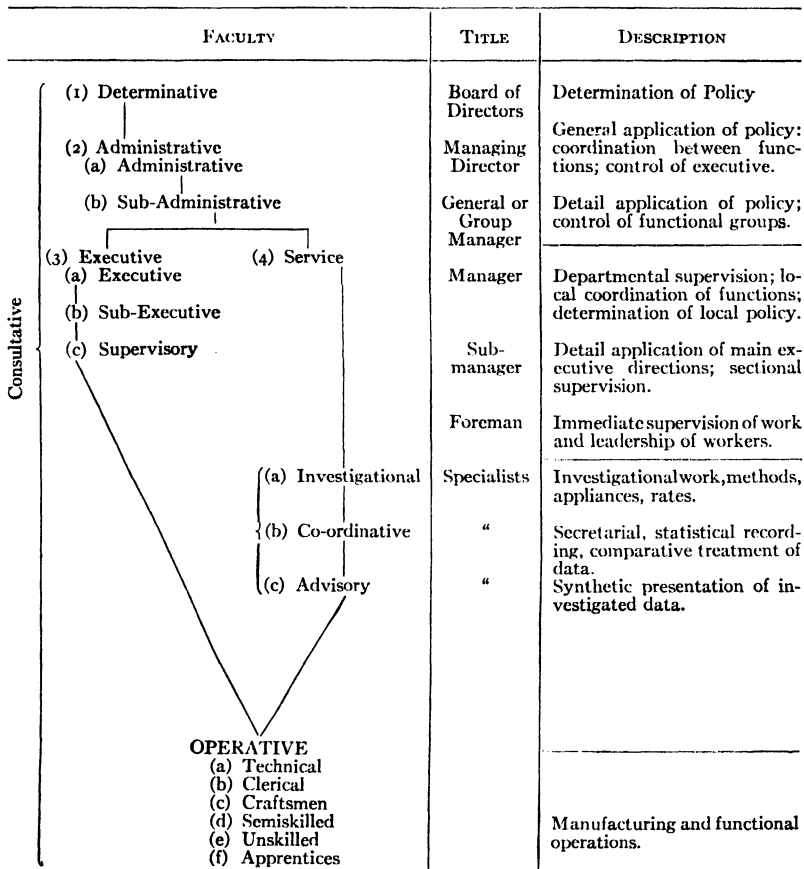 FACULTY TITLE DESCRIPTION
Consultative
(1) Determinative
(2) Administrative
(a) Administrative
(b) Sub-Administrative
(3) Executive (4) Service
(a) Executive
(b) Sub-Executive
(c) Supervisory
(a) Investigational
(b) Co-ordinative
(c) Advisory
OPERATIVE
(a) Technical
(b) Clerical
(c) Craftsmen
(d) Semiskilled
(e) Unskilled
(f) Apprentices
Board of
Directors
Managing
Director
General or
Group
Manager
Manager
Sub-
manager
Foreman
Specialists
“
“
Determination of Policy
General application of policy:
coordination between func-
tions; control of executive.
Detail application of policy;
control of functional groups.
Departmental supervision; lo-
cal coordination of functions;
determination of local policy.
Detail application of main ex-
ecutive directions; sectional
supervision.
Immediate supervision of work
and leadership of workers.
Investigational work, methods,
appliances, rates.
Secretarial, statistical record-
ing, comparative treatment of
data.
Synthetic presentation of in-
vestigated data.
Manufacturing and functional
operations.